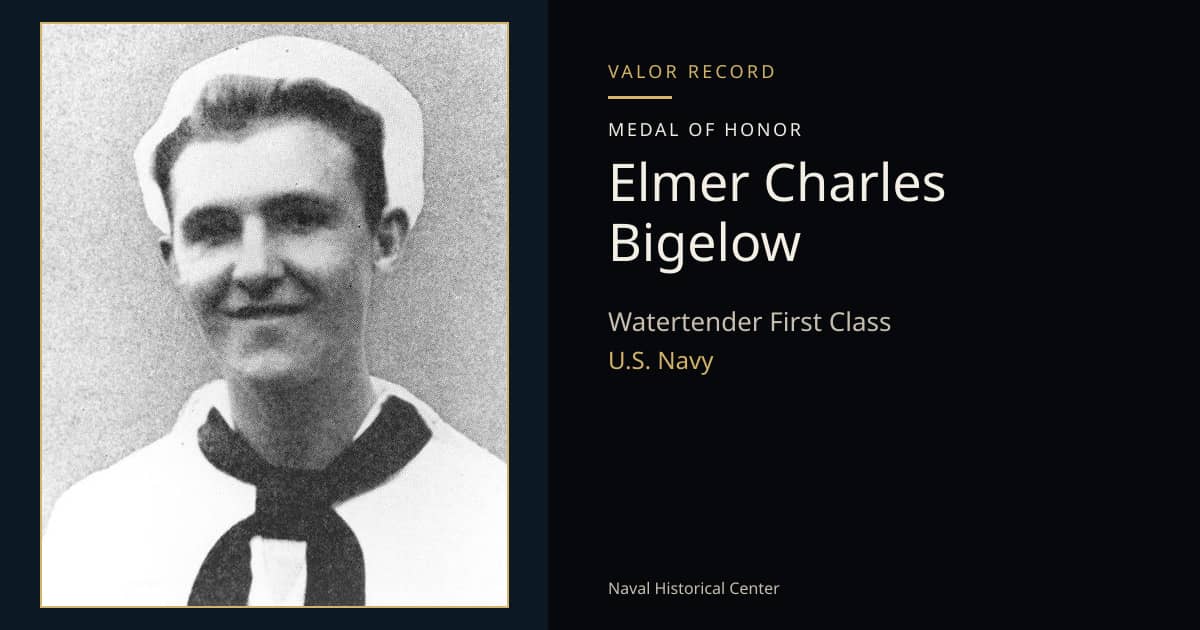 VALOR RECORD
MEDAL OF HONOR
Elmer Charles
Bigelow
Watertender First Class
U.S. Navy
Naval Historical Center